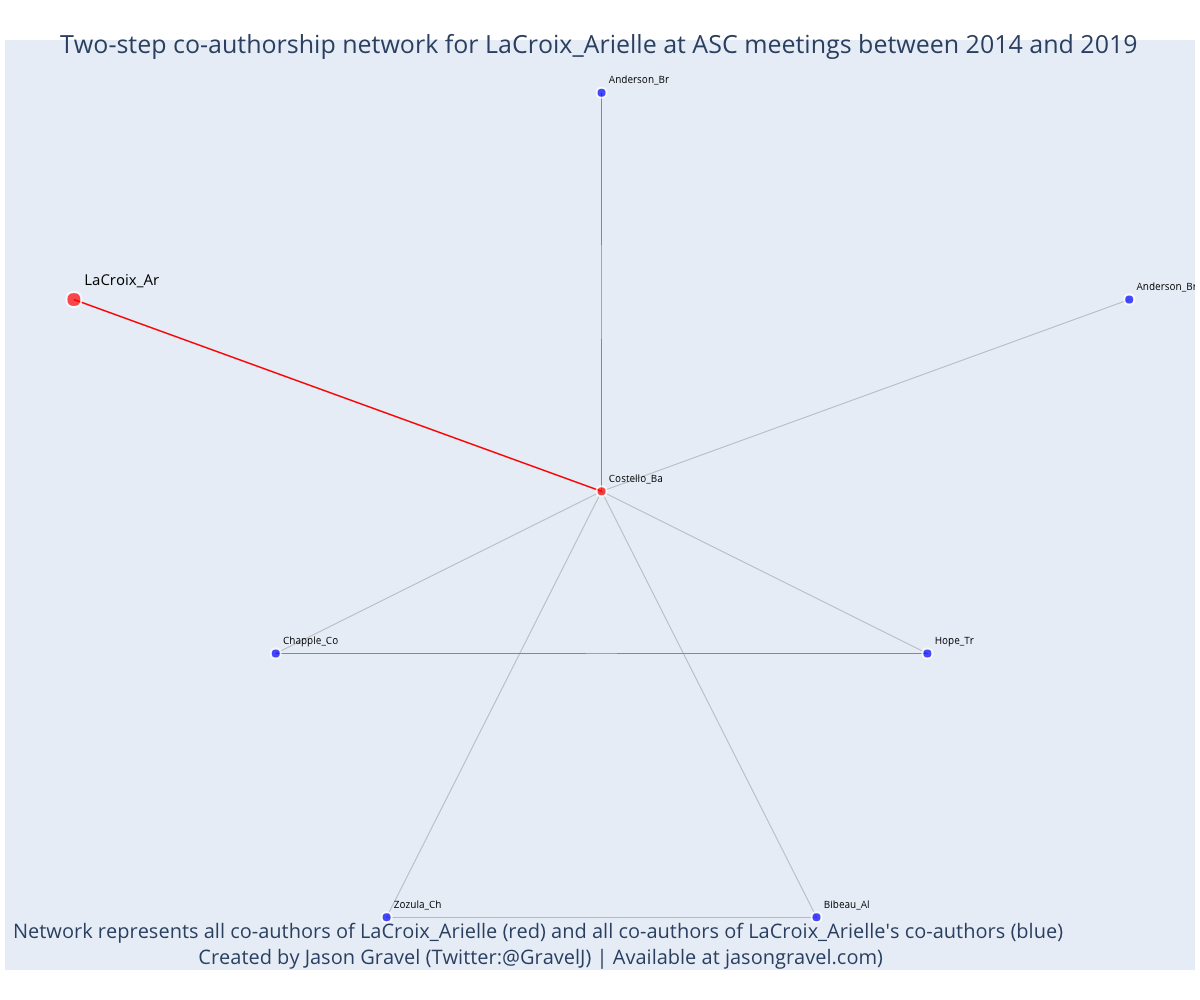 Two-step co-authorship network for LaCroix_Arielle at ASC meetings between 2014 and 2019
Anderson_Br
LaCroix_Ar
Anderson_Br
Costello_Ba
Chapple_Co
Hope_Tr
Zozula_Ch
Bibeau_Al
Network represents all co-authors of LaCroix_Arielle (red) and all co-authors of LaCroix_Arielle's co-authors (blue)
Created by Jason Gravel (Twitter:@GravelJ) | Available at jasongravel.com)